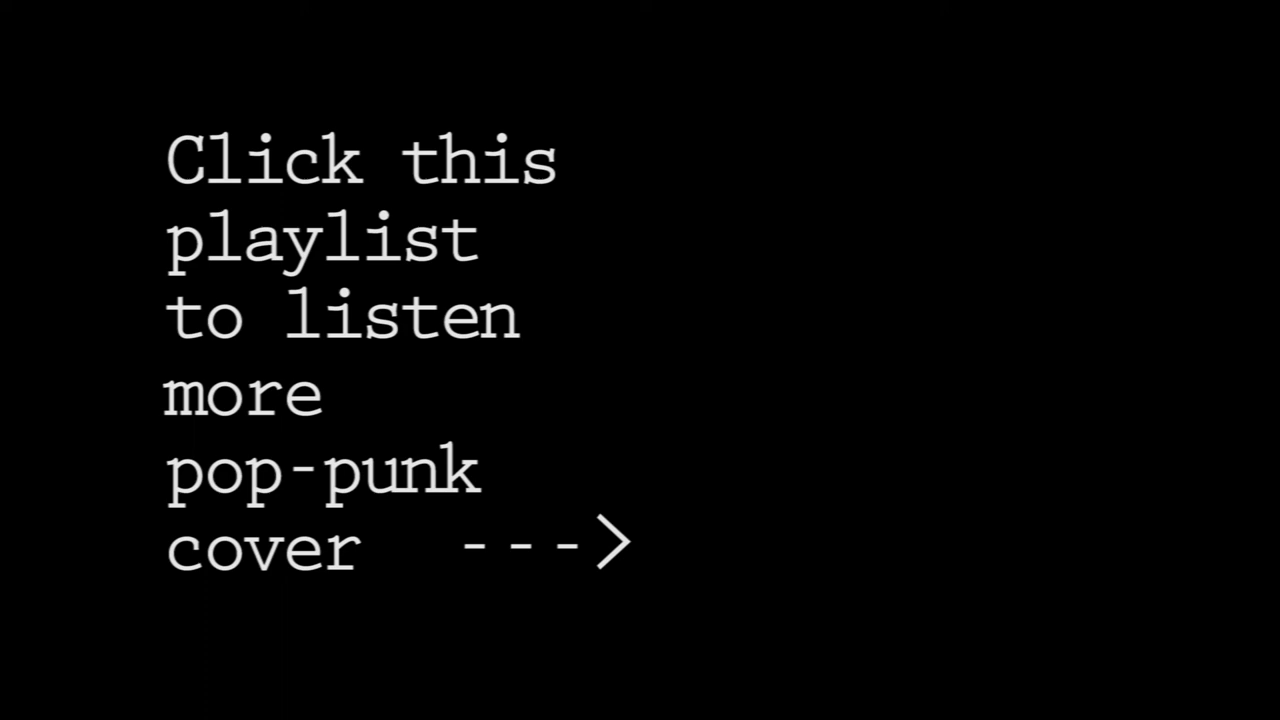 Click this
playlist
to listen
more
pop-punk
cover --->